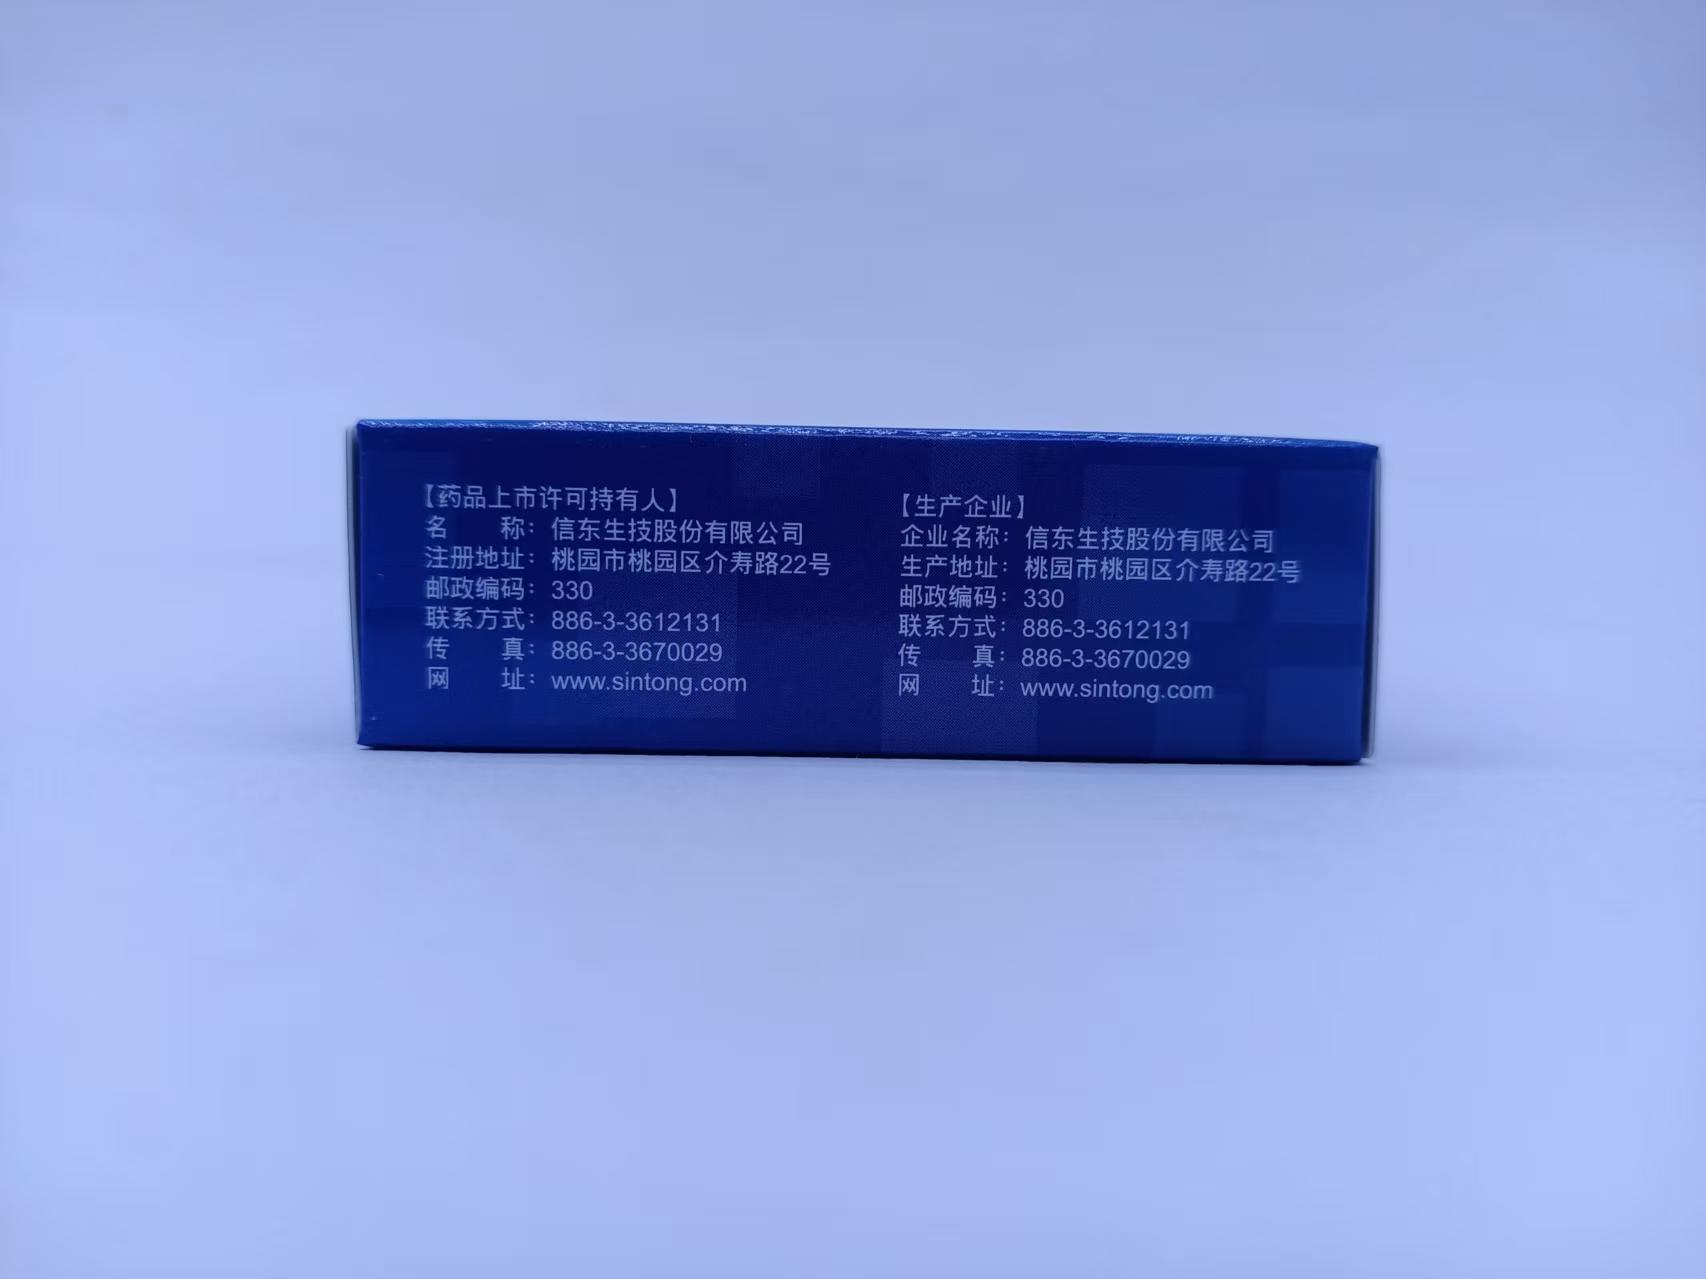 【药品上市许可持有人】
名 称：信东生技股份有限公司
注册地址：桃园市桃园区介寿路22号
邮政编码：330
联系方式：886-3-3612131
传 真：886-3-3670029
网 址：www.sintong.com
【生产企业】
企业名称：信东生技股份有限公司
生产地址：桃园市桃园区介寿路22号
邮政编码：330
联系方式：886-3-3612131
传 真：886-3-3670029
网 址：www.sintong.com